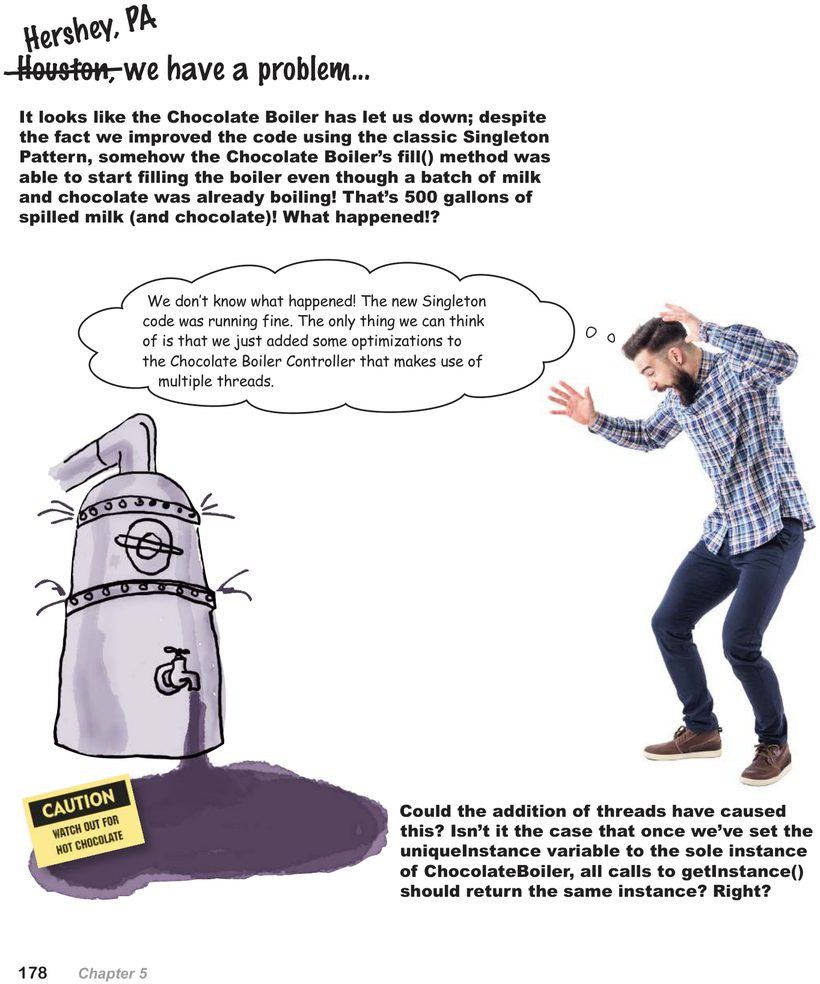 Hershey, PA
Houston, we have a problem...
It looks like the Chocolate Boiler has let us down; despite
the fact we improved the code using the classic Singleton
Pattern, somehow the Chocolate Boiler’s fill() method was
able to start filling the boiler even though a batch of milk
and chocolate was already boiling! That’s 500 gallons of
spilled milk (and chocolate)! What happened!?
We don’t know what happened! The new Singleton
code was running fine. The only thing we can think
of is that we just added some optimizations to
the Chocolate Boiler Controller that makes use of
multiple threads.
CAUTION
WATCH OUT FOR
HOT CHOCOLATE
Could the addition of threads have caused
this? Isn’t it the case that once we’ve set the
uniqueInstance variable to the sole instance
of ChocolateBoiler, all calls to getInstance()
should return the same instance? Right?
178 Chapter 5